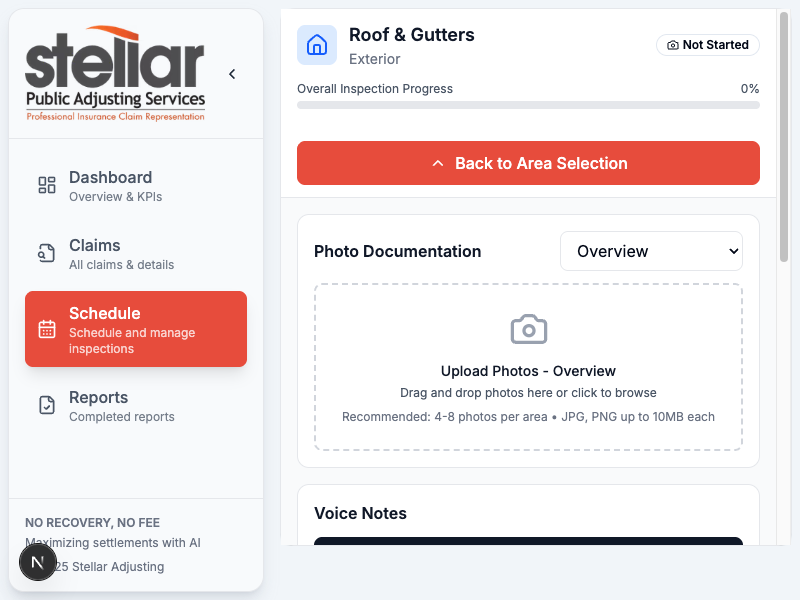 stellar
Public Adjusting Services
Professional Insurance Claim Representation
Dashboard
Overview & KPIs
Claims
All claims & details
Schedule
Schedule and manage
inspections
Reports
Completed reports
NO RECOVERY, NO FEE
Maximizing settlements with AI
25 Stellar Adjusting
N
Roof & Gutters
Exterior
Not Started
Overall Inspection Progress
0%
Back to Area Selection
Photo Documentation
Overview
Upload Photos - Overview
Drag and drop photos here or click to browse
Recommended: 4-8 photos per area • JPG, PNG up to 10MB each
Voice Notes